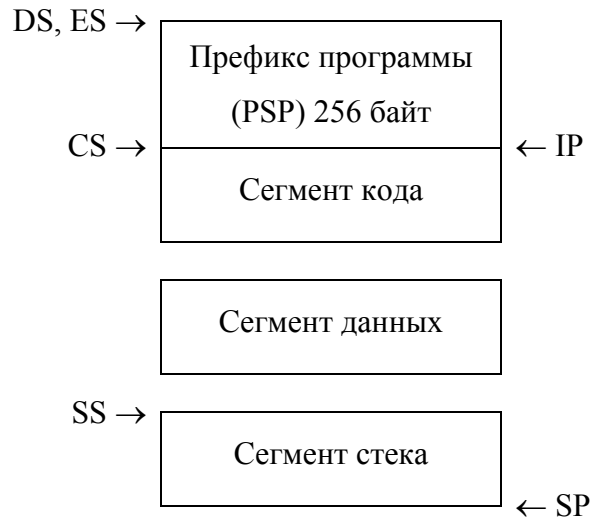 DS, ES →
Префикс программы
(PSP) 256 байт
CS →
← IP
Сегмент кода
Сегмент данных
SS →
Сегмент стека
← SP